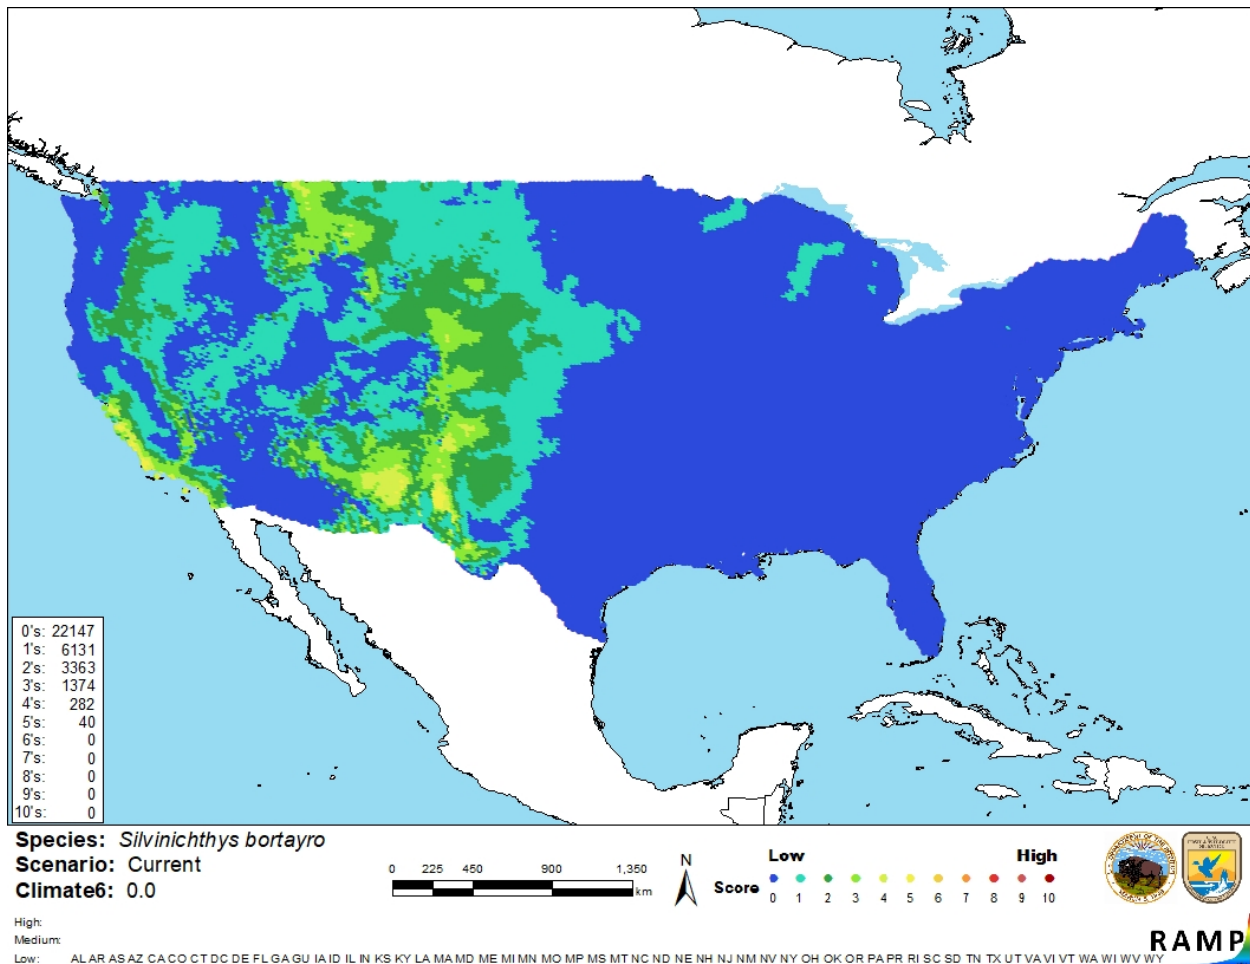 0's: 22147
1's: 6131
2's: 3363
3's: 1374
4's: 282
5's: 40
6's: 0
7's: 0
8's: 0
9's: 0
10's: 0
Species: Silvinichthys bortayro
Scenario: Current
Climate6: 0.0
0 225 450 900 1,350
km
N
Low High
Score
0 1 2 3 4 5 6 7 8 9 10
High:
Medium:
Low: AL AR AS AZ CA CO CT DC DE FL GA GU IA ID IL IN KS KY LA MA MD ME MI MN MO MP MS MT NC ND NE NH NJ NM NV NY OH OK OR PA PR RI SC SD TN TX UT VA VI VT WA WI WV WY
RAMP